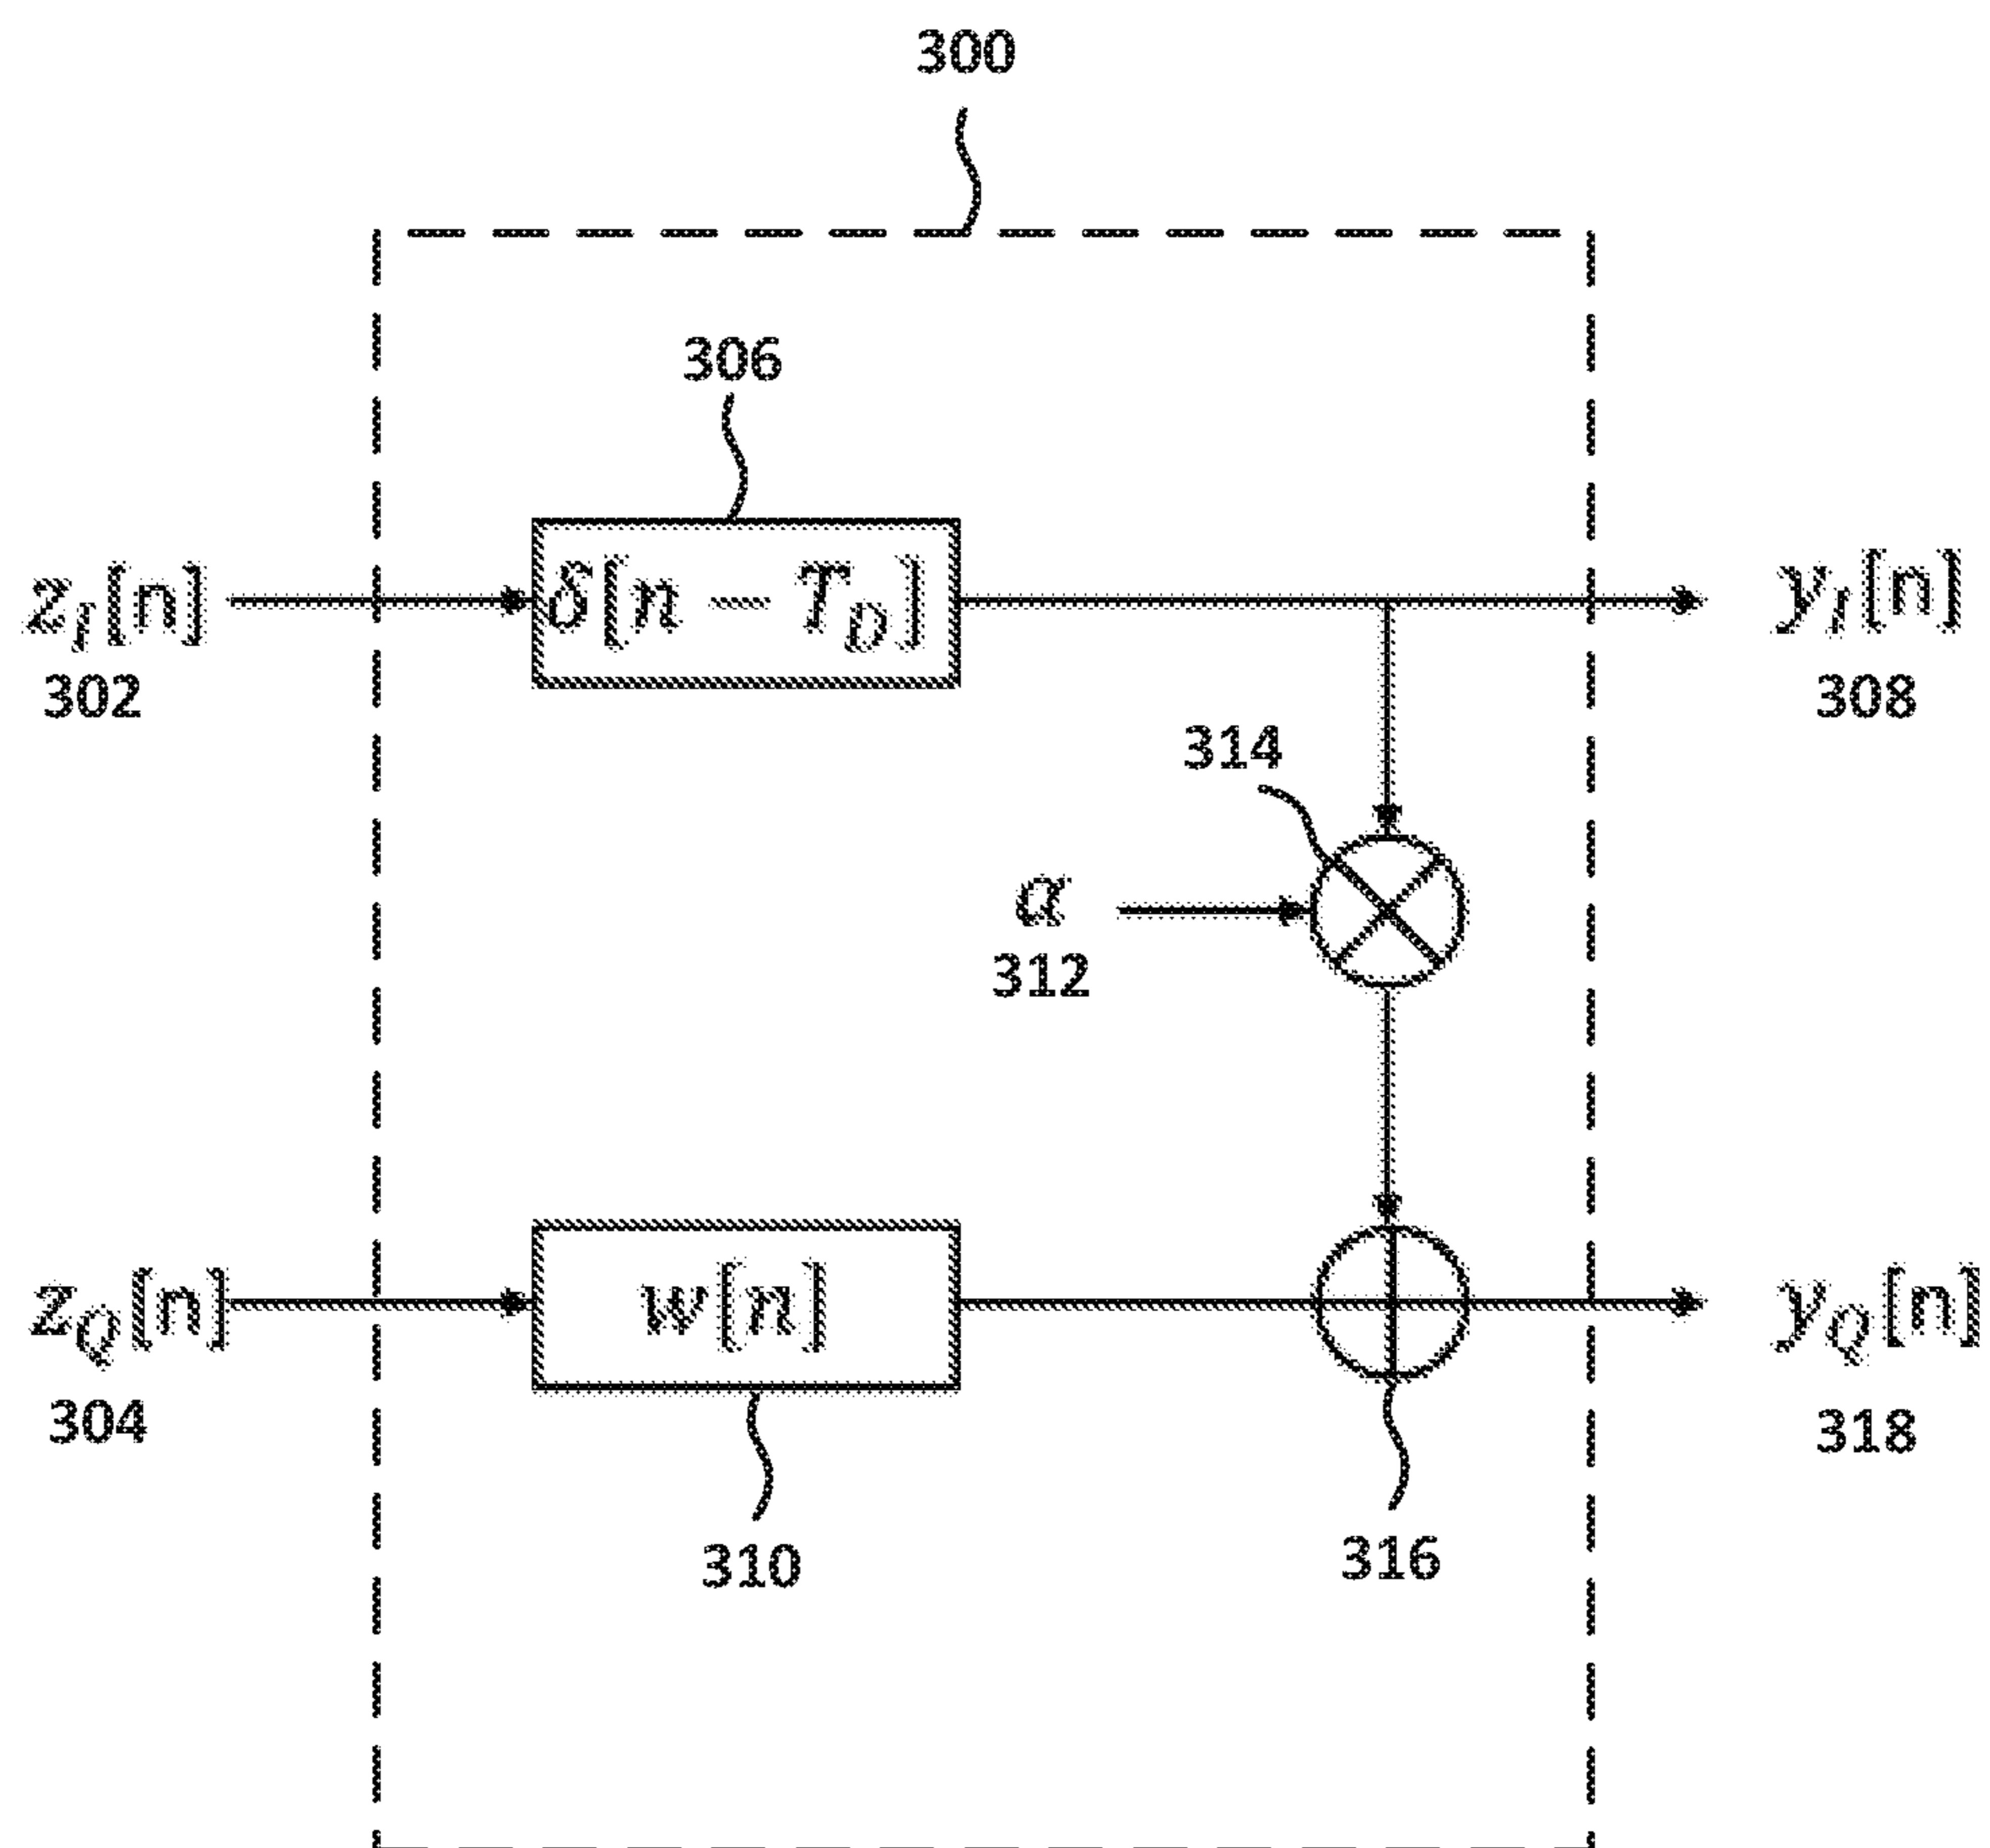 300
306
z_I[n]
302
δ[n − T_D]
y_I[n]
308
314
α
312
z_Q[n]
304
w[n]
y_Q[n]
318
310
316